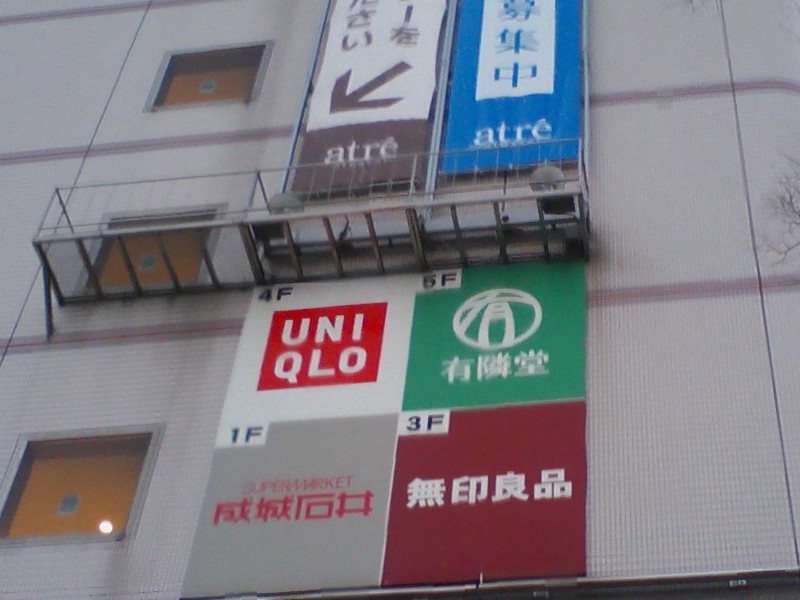 ーを
ださい
募集中
atré
atré
4F
UNI
QLO
5F
有隣堂
1F
SUPERMARKET
成城石井
3F
無印良品